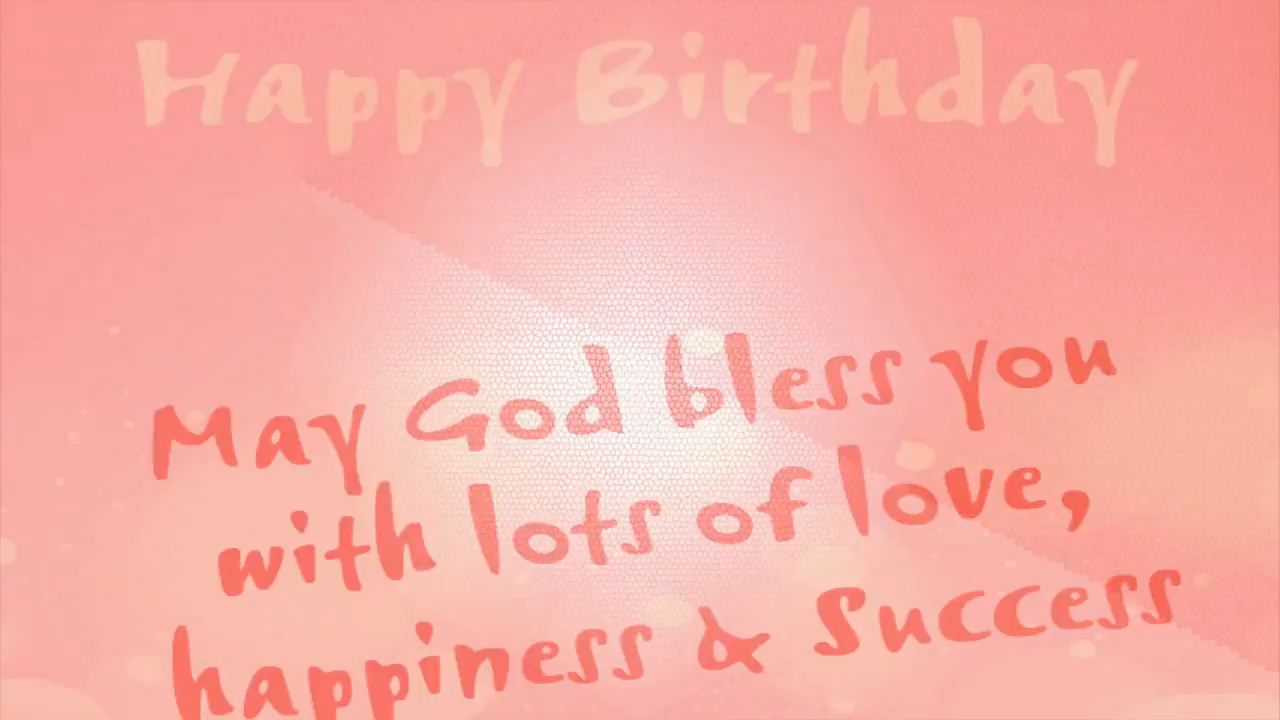 Happy Birthday
May God bless you
with lots of love,
happiness & Success